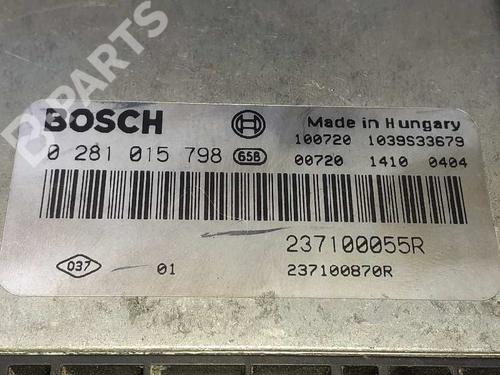 B-PARTS
BOSCH
Made in Hungary
100720 1039S33679
0 281 015 798 658
00720 1410 0404
237100055R
037 01
237100870R